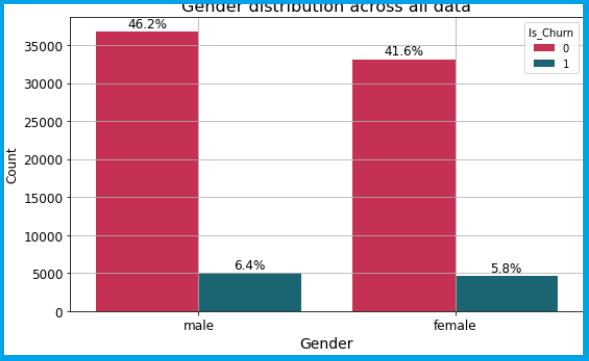 Gender distribution across all data
46.2%
41.6%
6.4%
5.8%
Is_Churn
0
1
35000
30000
25000
20000
15000
10000
5000
0
Count
male
female
Gender